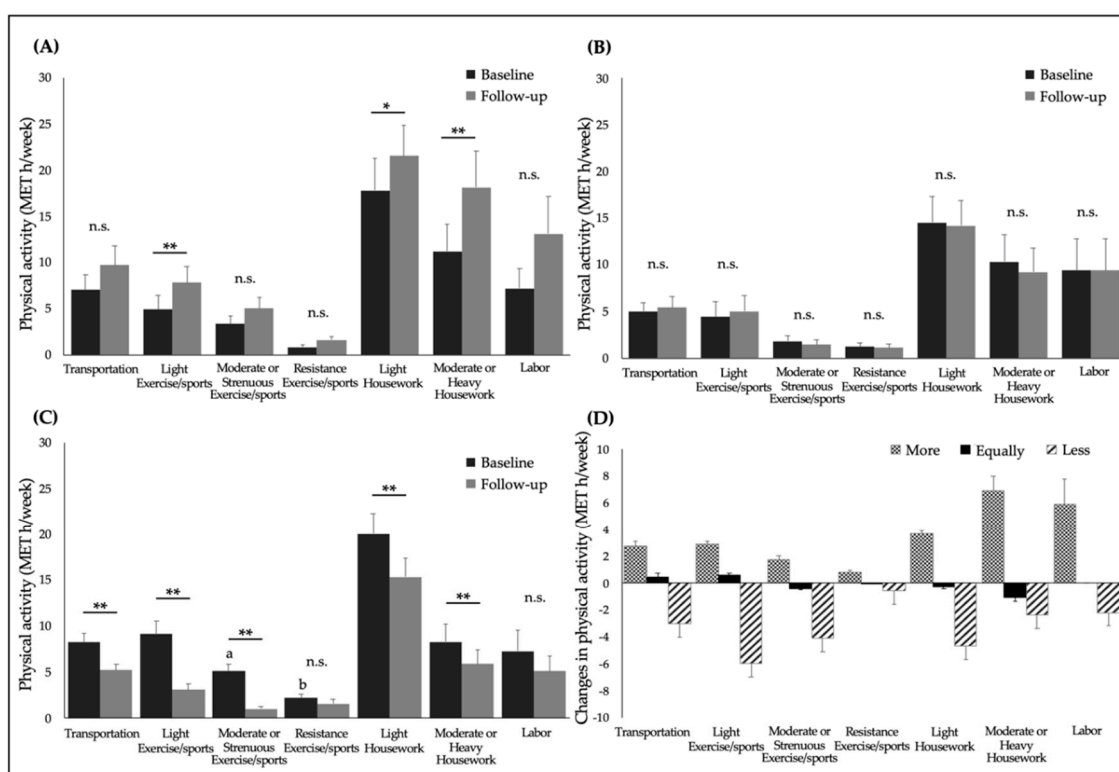 (A)
Baseline
Follow-up
Physical activity (MET h/week)
30
25
20
15
10
5
0
n.s.
**
n.s.
n.s.
*
**
n.s.
Transportation
Light
Exercise/sports
Moderate or
Strenuous
Exercise/sports
Resistance
Exercise/sports
Light
Housework
Moderate or
Heavy
Housework
Labor
(B)
Baseline
Follow-up
Physical activity (MET h/week)
30
25
20
15
10
5
0
n.s.
n.s.
n.s.
n.s.
n.s.
n.s.
n.s.
Transportation
Light
Exercise/sports
Moderate or
Strenuous
Exercise/sports
Resistance
Exercise/sports
Light
Housework
Moderate or
Heavy
Housework
Labor
(C)
Baseline
Follow-up
Physical activity (MET h/week)
30
25
20
15
10
5
0
**
**
**
a
n.s.
b
**
**
n.s.
Transportation
Light
Exercise/sports
Moderate or
Strenuous
Exercise/sports
Resistance
Exercise/sports
Light
Housework
Moderate or
Heavy
Housework
Labor
(D)
More
Equally
Less
Changes in physical activity (MET h/week)
10
8
6
4
2
0
-2
-4
-6
-8
-10
Transportation
Light
Exercise/sports
Moderate or
Strenuous
Exercise/sports
Resistance
Exercise/sports
Light
Housework
Moderate or
Heavy
Housework
Labor